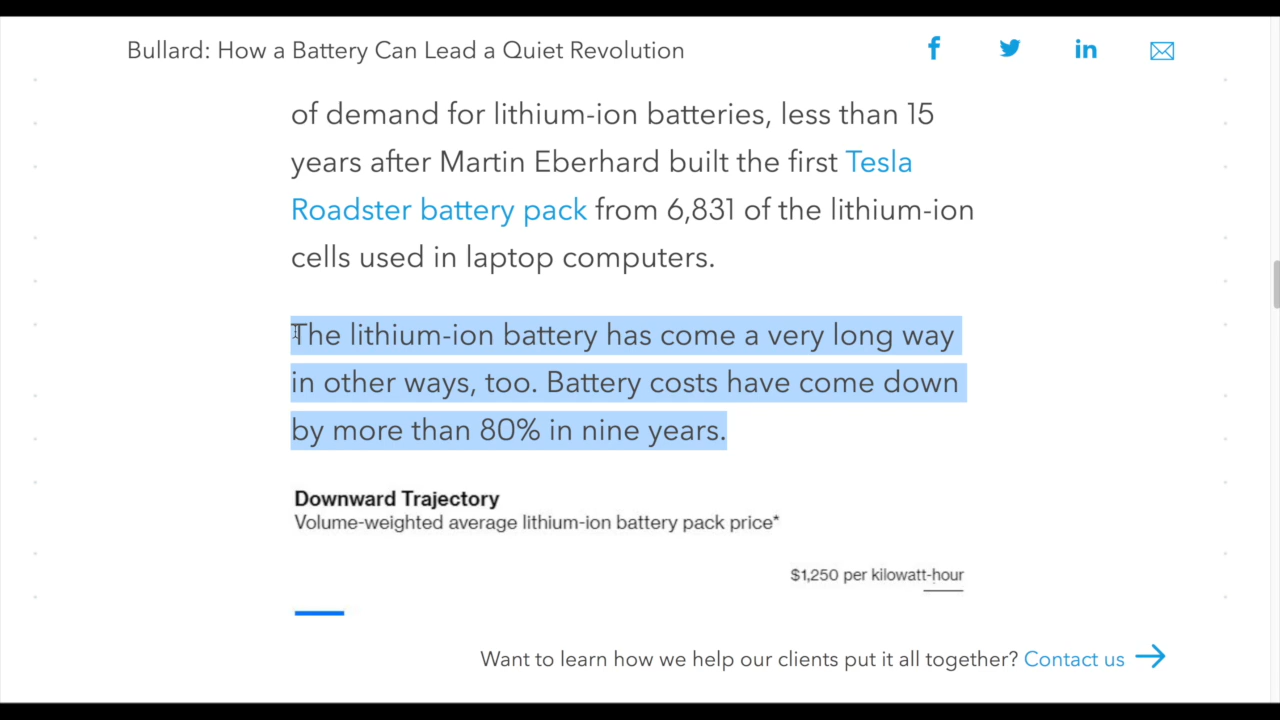 Bullard: How a Battery Can Lead a Quiet Revolution
of demand for lithium-ion batteries, less than 15
years after Martin Eberhard built the first Tesla
Roadster battery pack from 6,831 of the lithium-ion
cells used in laptop computers.
The lithium-ion battery has come a very long way
in other ways, too. Battery costs have come down
by more than 80% in nine years.
Downward Trajectory
Volume-weighted average lithium-ion battery pack price*
$1,250 per kilowatt-hour
Want to learn how we help our clients put it all together? Contact us